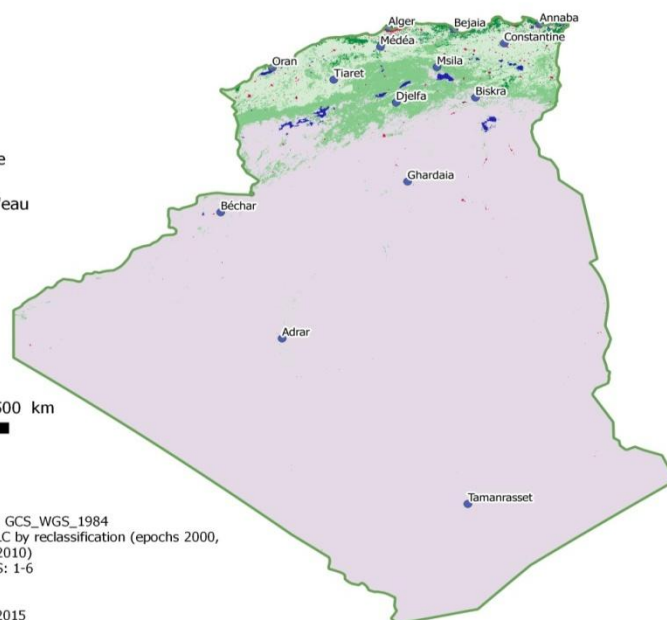 Alger
Bejaia
Annaba
Médéa
Constantine
Oran
Tiaret
Msila
Djelfa
Biskra
e
'eau
Ghardaia
Béchar
Adrar
500 km
Tamanrasset
GCS_WGS_1984
LC by reclassification (epochs 2000,
2010)
S: 1-6
2015